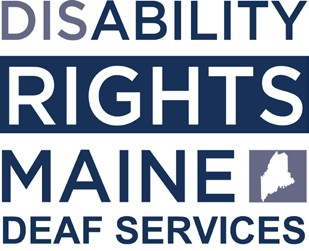 DISABILITY
RIGHTS
MAINE
DEAF SERVICES